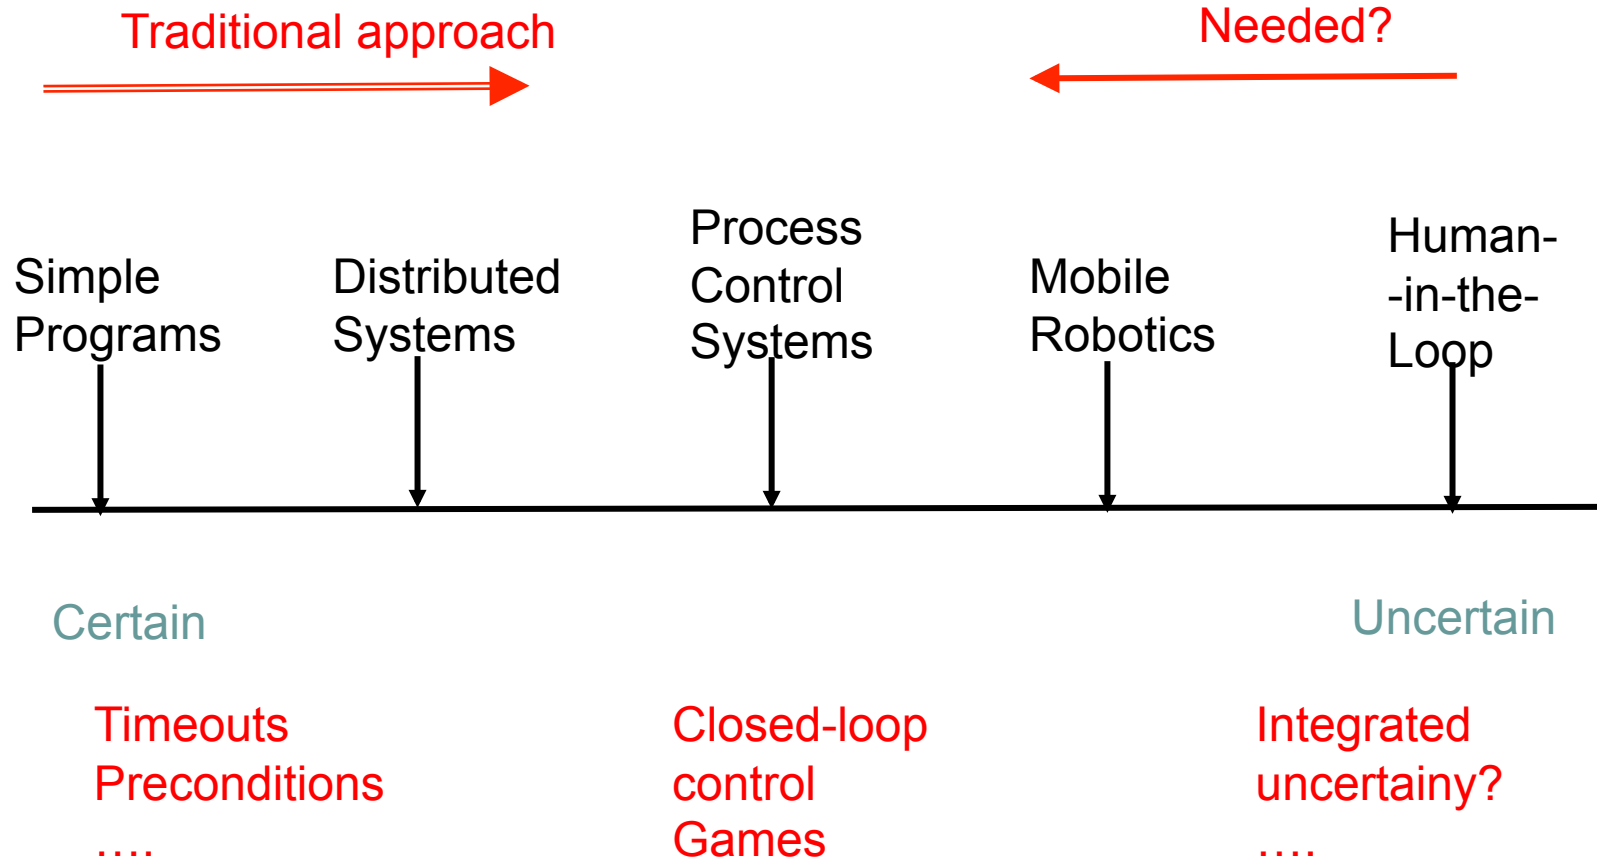 Traditional approach
Needed?
Simple
Programs
Distributed
Systems
Process
Control
Systems
Mobile
Robotics
Human-
-in-the-
Loop
Certain
Uncertain
Timeouts
Preconditions
….
Closed-loop
control
Games
Integrated
uncertainy?
….